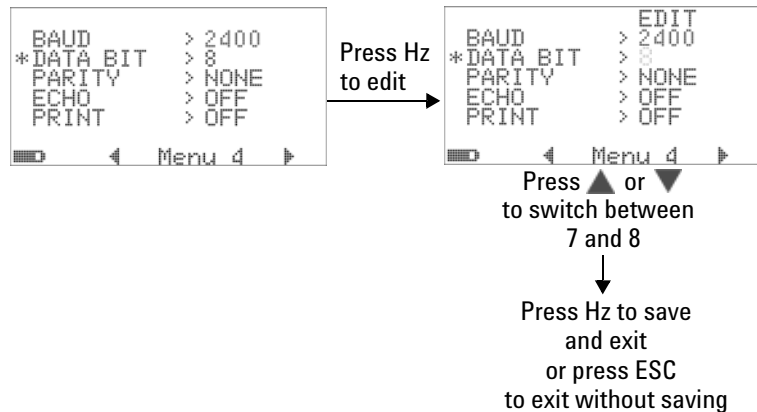 BAUD > 2400
*DATA BIT > 8
PARITY > NONE
ECHO > OFF
PRINT > OFF
Menu 4
Press Hz
to edit
EDIT
BAUD > 2400
*DATA BIT > 8
PARITY > NONE
ECHO > OFF
PRINT > OFF
Menu 4
Press ▲ or ▼
to switch between
7 and 8
Press Hz to save
and exit
or press ESC
to exit without saving